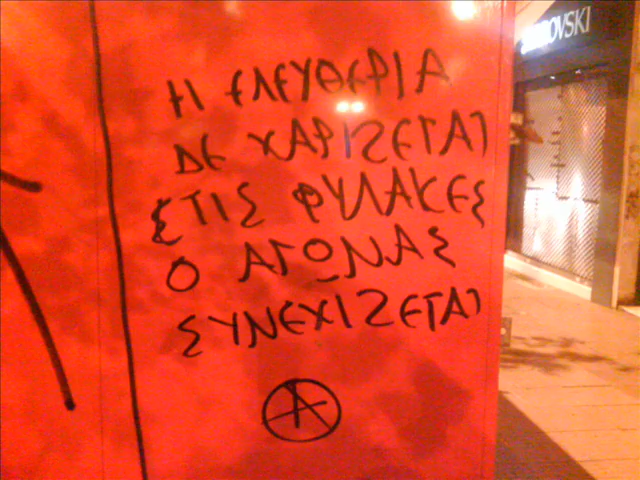 Η ΕΛΕΥΘΕΡΙΑ
ΔΕ ΧΑΡΙΖΕΤΑΙ
ΣΤΙΣ ΦΥΛΑΚΕΣ
Ο ΑΓΩΝΑΣ
ΣΥΝΕΧΙΖΕΤΑΙ
A